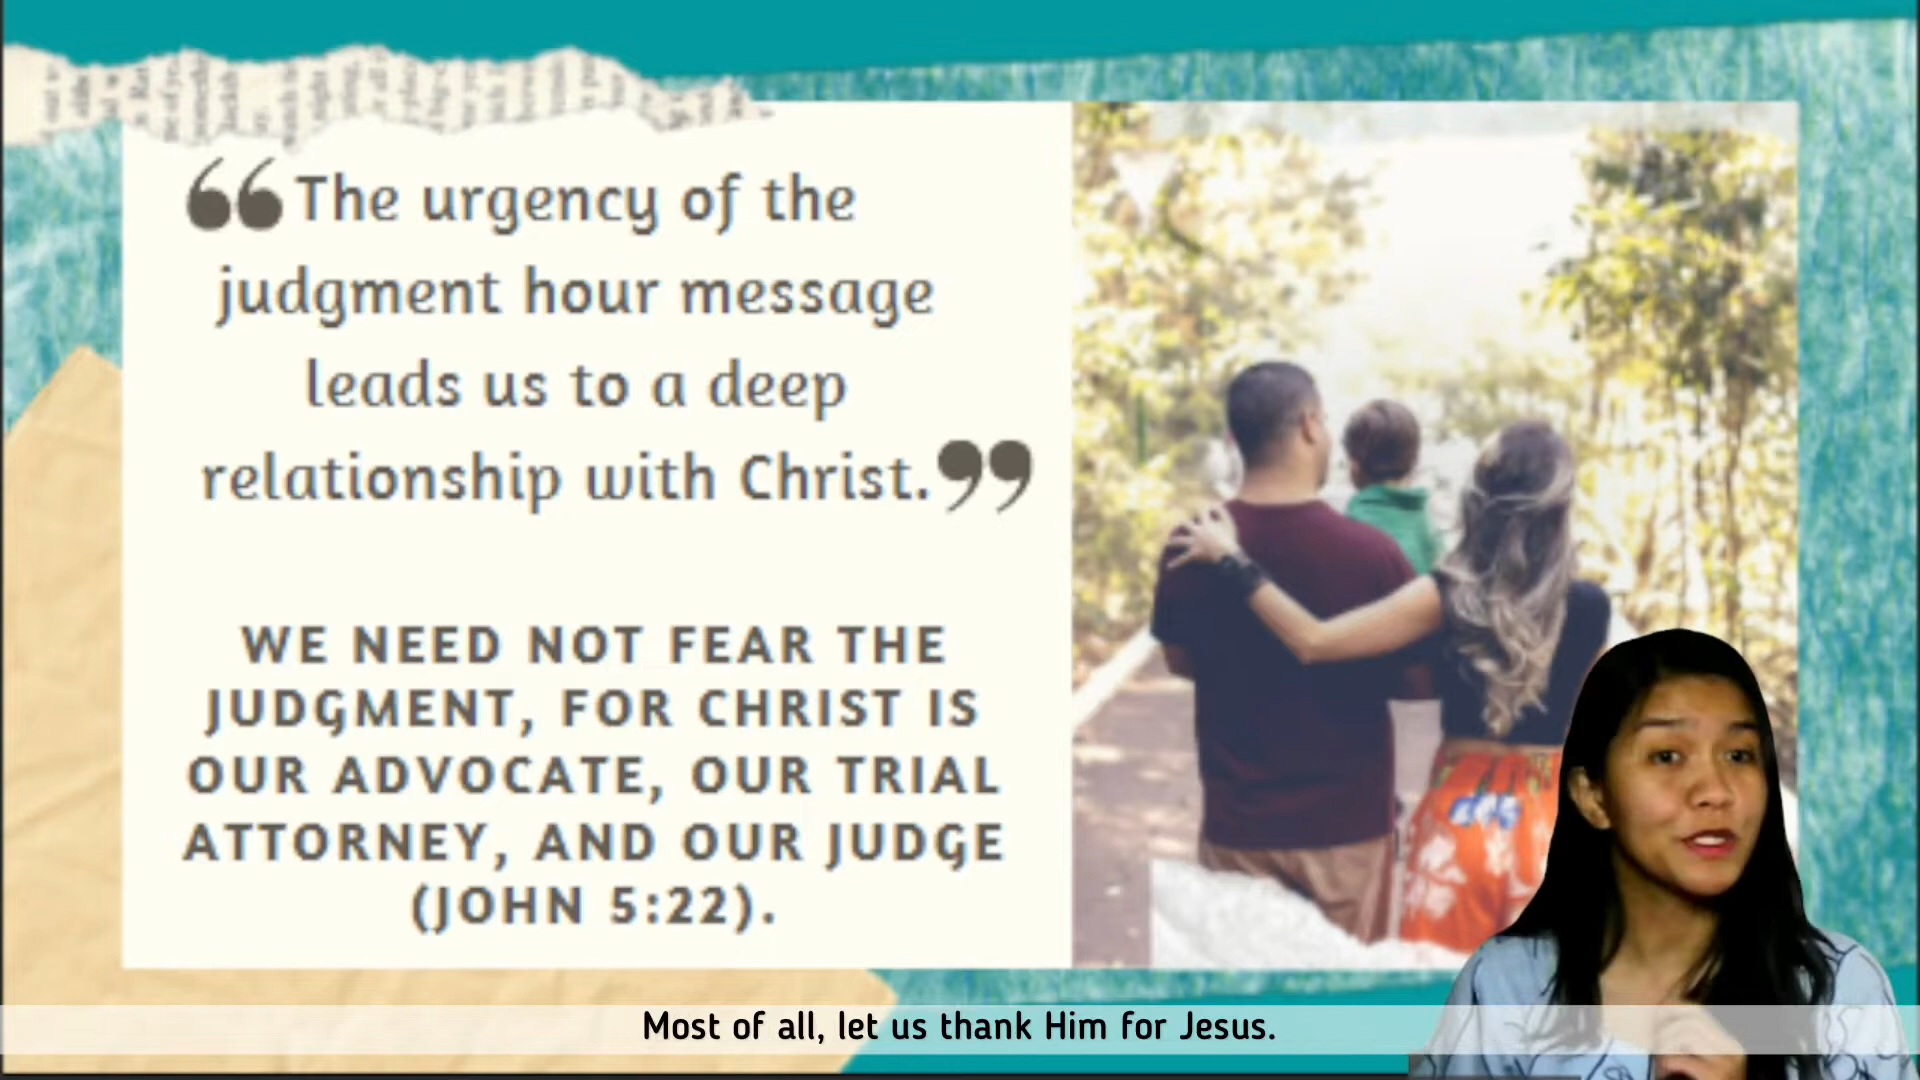 ❝The urgency of the
judgment hour message
leads us to a deep
relationship with Christ.❞
WE NEED NOT FEAR THE
JUDGMENT, FOR CHRIST IS
OUR ADVOCATE, OUR TRIAL
ATTORNEY, AND OUR JUDGE
(JOHN 5:22).
Most of all, let us thank Him for Jesus.